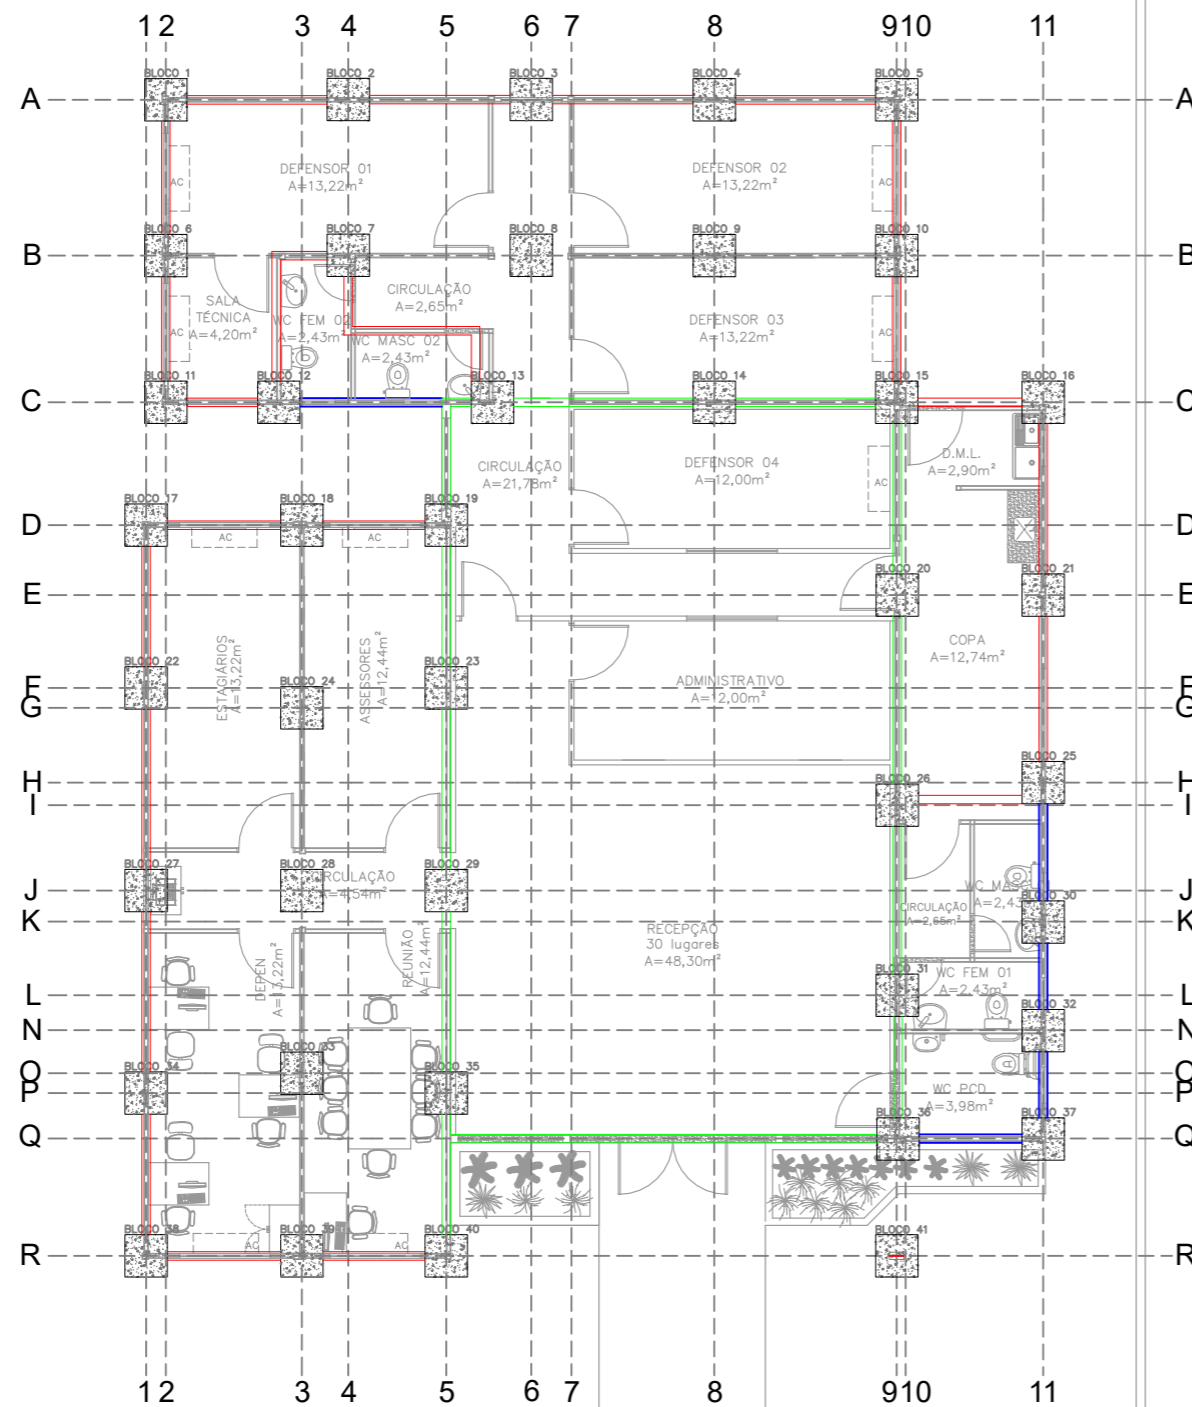 1 2 3 4 5 6 7 8 9 10 11
BLOCO 1 BLOCO 2 BLOCO 3 BLOCO 4 BLOCO 5
A A
DEFENSOR 01
A=13,22m²
DEFENSOR 02
A=13,22m²
AC AC
BLOCO 6 BLOCO 7 BLOCO 8 BLOCO 9 BLOCO 10
B B
CIRCULAÇÃO
A=2,65m²
SALA
TÉCNICA
A=4,20m²
WC FEM 02
A=2,43m²
DEFENSOR 03
A=13,22m²
AC AC
WC MASC 02
A=2,43m²
BLOCO 11 BLOCO 12 BLOCO 13 BLOCO 14 BLOCO 15 BLOCO 16
C C
D.M.L.
A=2,90m²
CIRCULAÇÃO
A=21,78m²
DEFENSOR 04
A=12,00m²
AC
BLOCO 17 BLOCO 18 BLOCO 19
D D
AC AC
BLOCO 20 BLOCO 21
E E
ESTAGIÁRIOS
A=13,22m²
ASSESSORES
A=12,44m²
COPA
A=12,74m²
BLOCO 22 BLOCO 23
F F
BLOCO 24
ADMINISTRATIVO
A=12,00m²
G G
BLOCO 25
H H
BLOCO 26
I I
BLOCO 27 BLOCO 28 BLOCO 29
CIRCULAÇÃO
A=4,54m²
J J
WC MAS
A=2,43
BLOCO 30
CIRCULAÇÃO
A=2,65m²
K K
RECEPÇÃO
30 lugares
A=48,30m²
DEPEN
A=13,22m²
REUNIÃO
A=12,44m²
BLOCO 31
WC FEM 01
A=2,43m²
L L
BLOCO 32
N N
BLOCO 33
O O
BLOCO 34 BLOCO 35
P P
WC PCD
A=3,98m²
BLOCO 36 BLOCO 37
Q Q
BLOCO 38 BLOCO 39 BLOCO 40 BLOCO 41
AC AC
R R
1 2 3 4 5 6 7 8 9 10 11